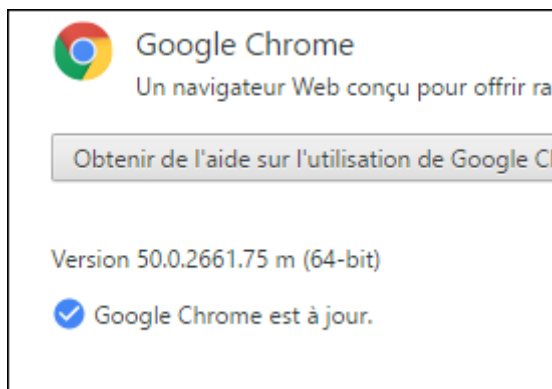 Google Chrome
Un navigateur Web conçu pour offrir ra
Obtenir de l'aide sur l'utilisation de Google C
Version 50.0.2661.75 m (64-bit)
Google Chrome est à jour.